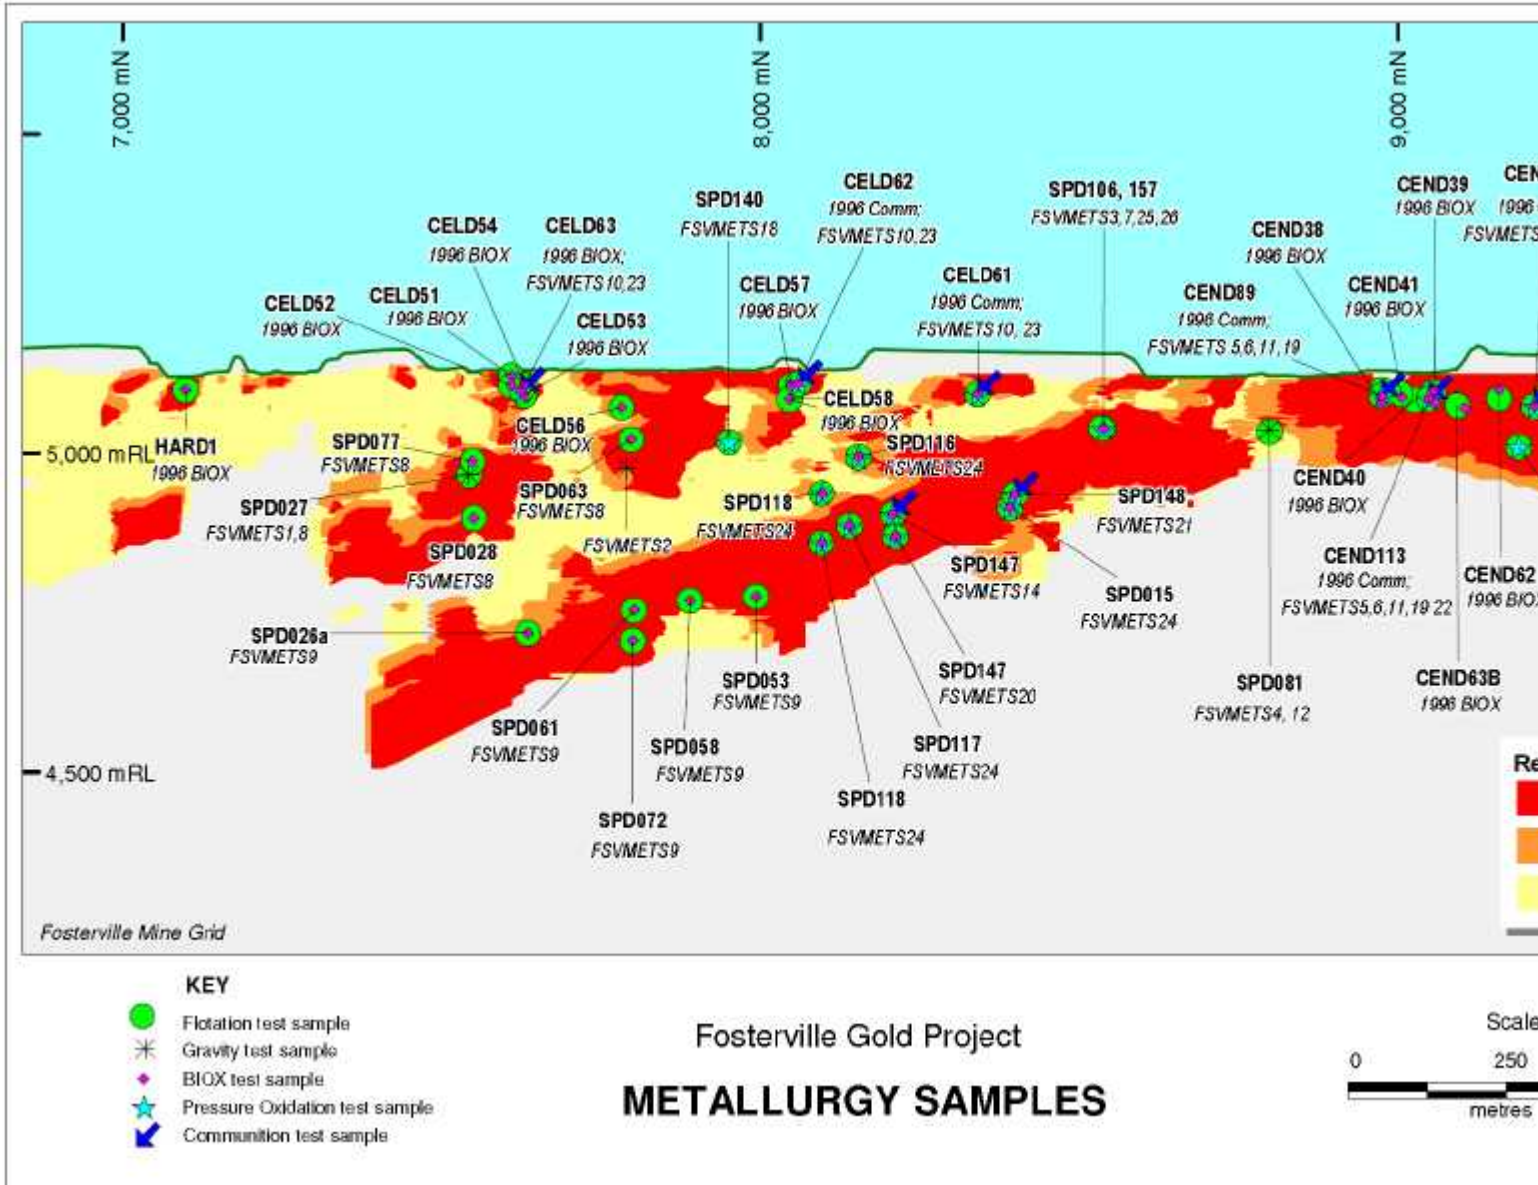 7,000 mN
8,000 mN
9,000 mN
CELD62
1996 Comm;
FSVMETS10,23
SPD140
FSVMETS18
SPD106, 157
FSVMETS3,7,25,26
CEND39
1996 BIOX
CEN
1996
FSVMETS
CELD54
1996 BIOX
CELD63
1996 BIOX;
FSVMETS10,23
CEND38
1996 BIOX
CELD52
1996 BIOX
CELD51
1996 BIOX
CELD53
1996 BIOX
CELD57
1996 BIOX
CELD61
1996 Comm;
FSVMETS10, 23
CEND89
1996 Comm;
FSVMETS 5,6,11,19
CEND41
1996 BIOX
5,000 mRL
HARD1
1996 BIOX
SPD077
FSVMETS8
CELD56
1996 BIOX
CELD58
1996 BIOX
SPD116
FSVMETS24
SPD027
FSVMETS1,8
SPD063
FSVMETS8
FSVMETS2
SPD118
FSVMETS24
SPD148
FSVMETS21
CEND40
1996 BIOX
SPD028
FSVMETS8
SPD147
FSVMETS14
SPD015
FSVMETS24
CEND113
1996 Comm;
FSVMETS5,6,11,19 22
CEND62
1996 BIO
SPD026a
FSVMETS9
SPD053
FSVMETS9
SPD147
FSVMETS20
SPD081
FSVMETS4, 12
CEND63B
1996 BIOX
SPD061
FSVMETS9
SPD058
FSVMETS9
SPD117
FSVMETS24
4,500 mRL
SPD118
FSVMETS24
SPD072
FSVMETS9
Re
Fosterville Mine Grid
KEY
Flotation test sample
Gravity test sample
BIOX test sample
Pressure Oxidation test sample
Communition test sample
Fosterville Gold Project
METALLURGY SAMPLES
Scale
0 250
metres